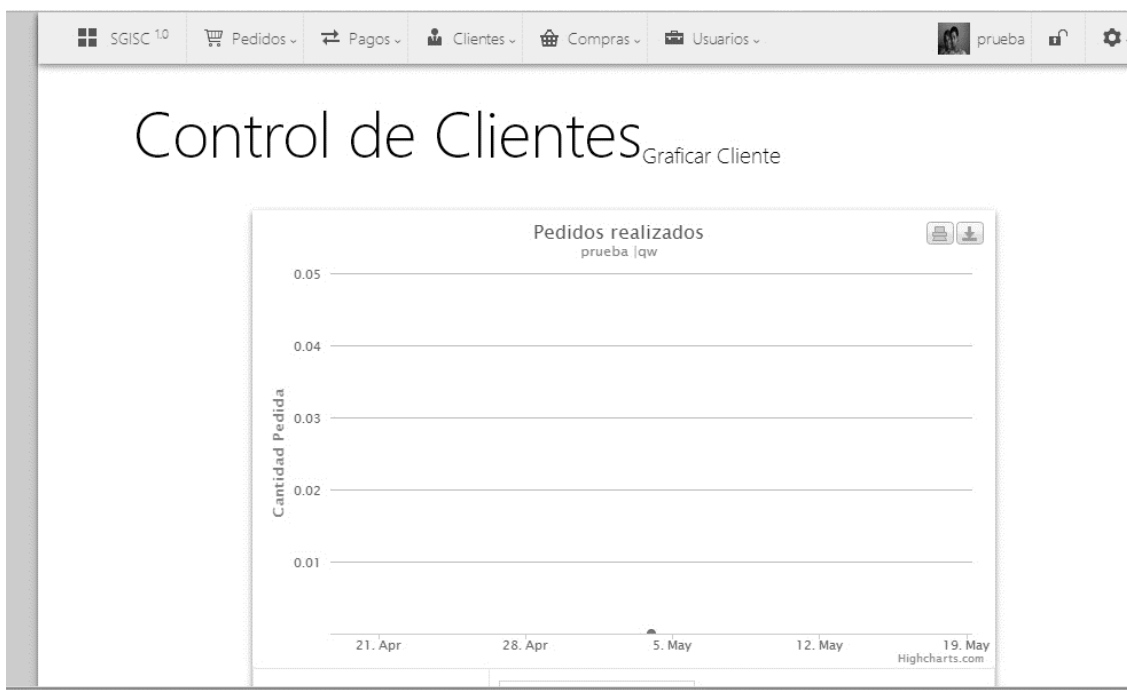 SGISC 1.0 Pedidos Pagos Clientes Compras Usuarios prueba
Control de Clientes Graficar Cliente
Pedidos realizados
prueba |qw
0.05
0.04
0.03
0.02
0.01
Cantidad Pedida
21. Apr 28. Apr 5. May 12. May 19. May
Highcharts.com